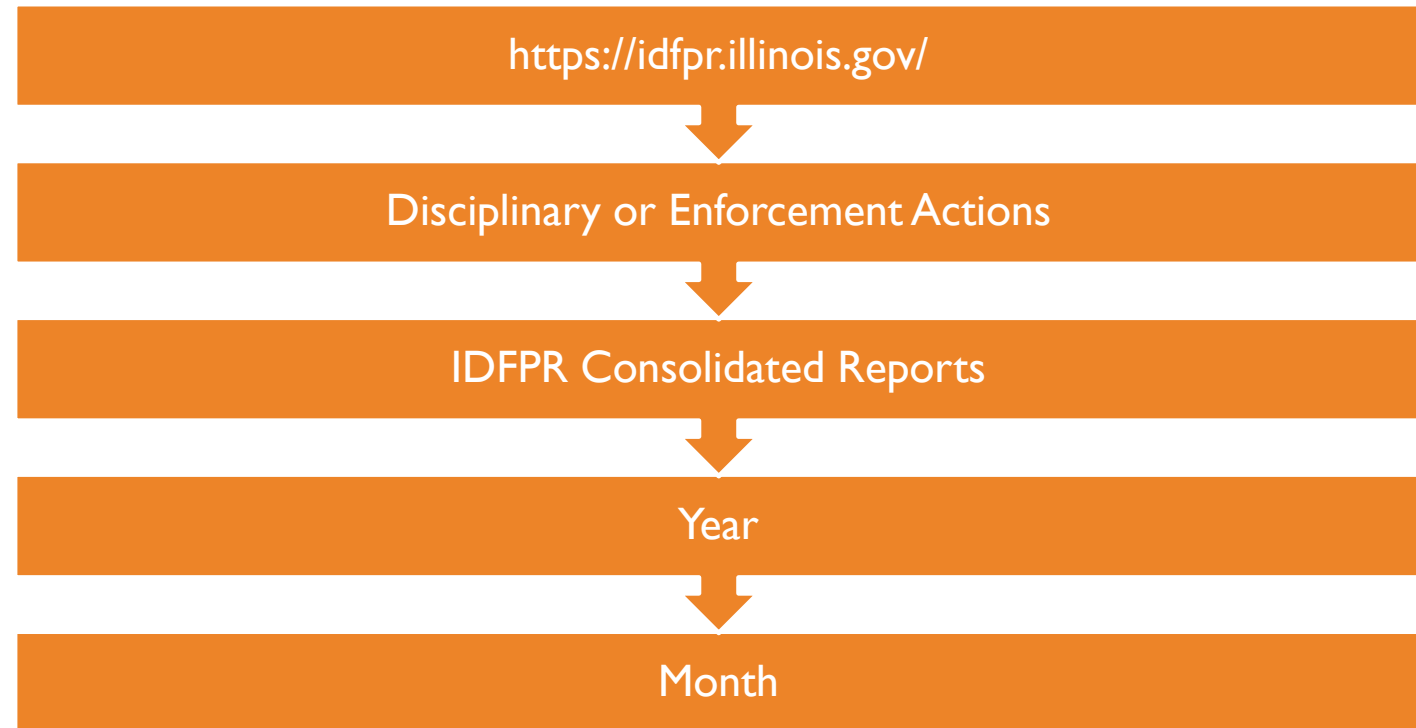 https://idfpr.illinois.gov/
Disciplinary or Enforcement Actions
IDFPR Consolidated Reports
Year
Month